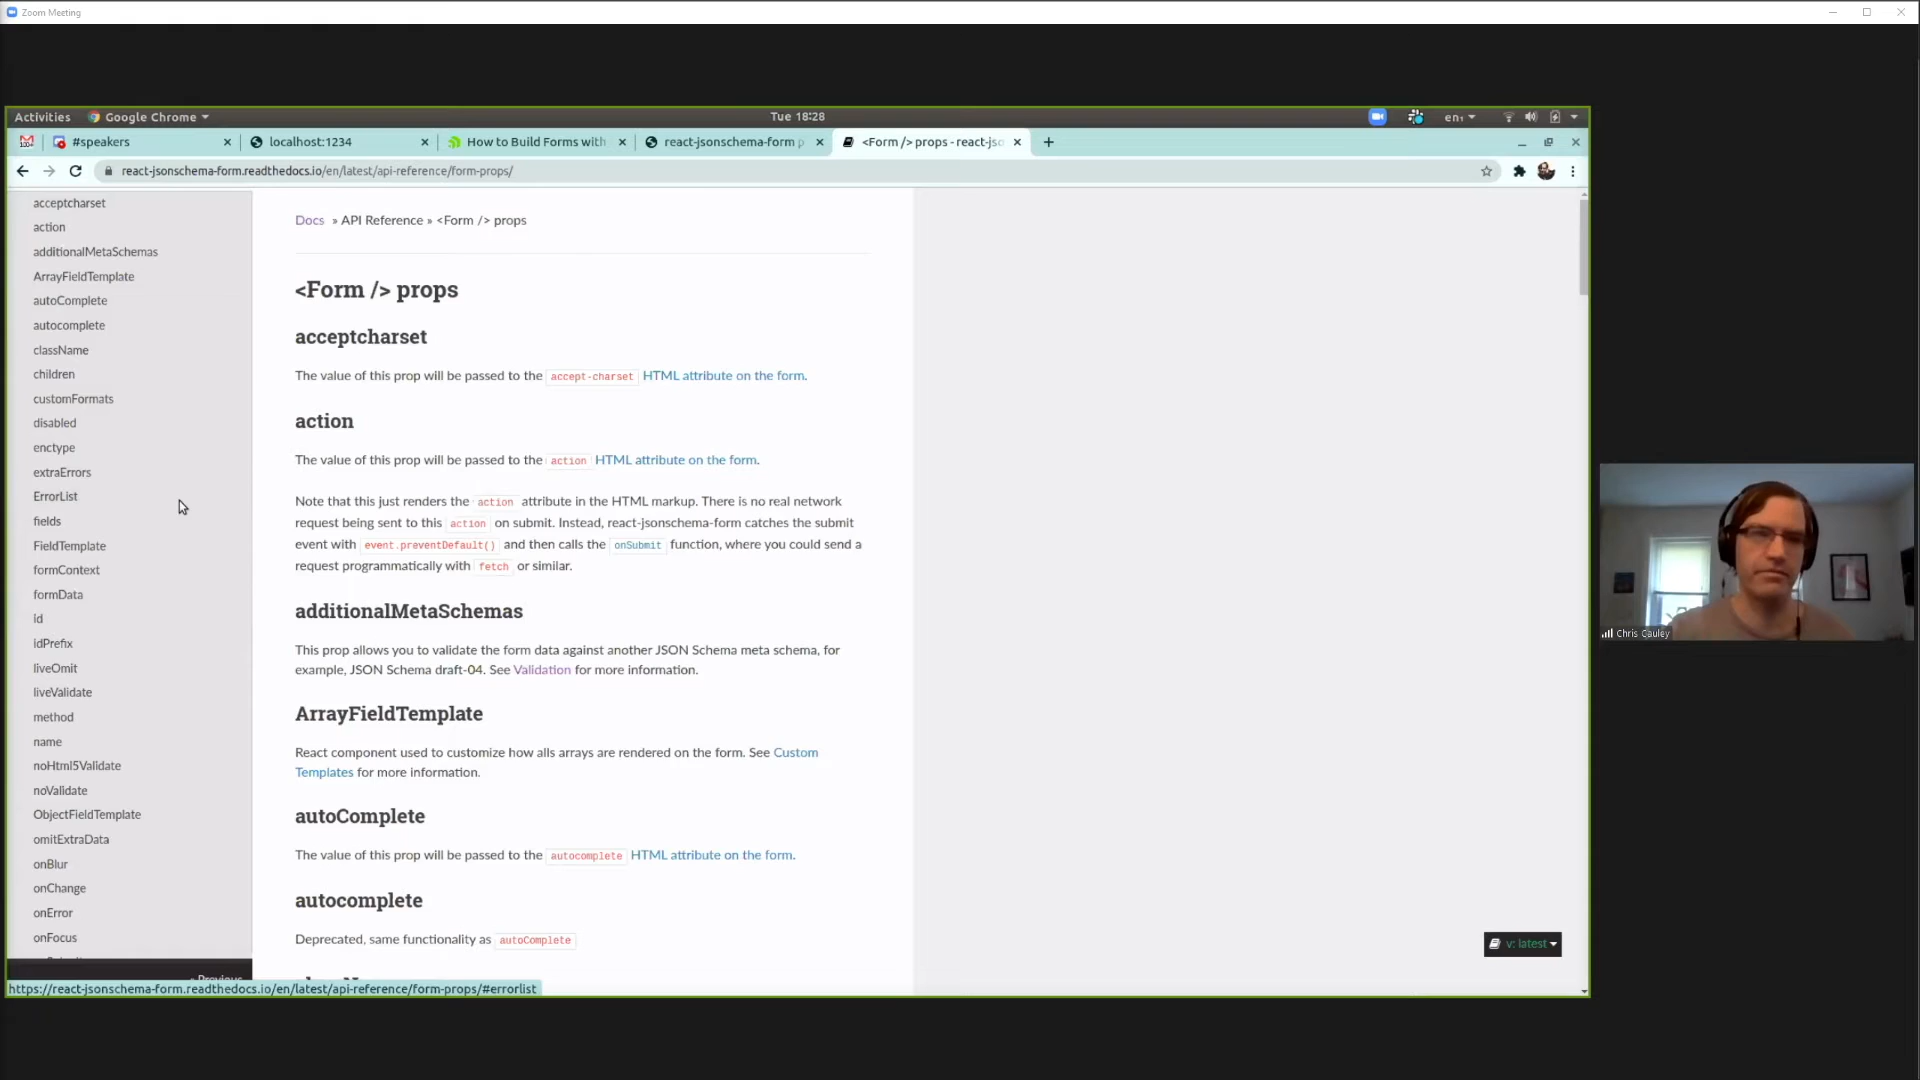 Zoom Meeting
Activities Google Chrome Tue 18:28 en₁
#speakers localhost:1234 How to Build Forms with react-jsonschema-form p <Form /> props - react-jso
react-jsonschema-form.readthedocs.io/en/latest/api-reference/form-props/
acceptcharset
action
additionalMetaSchemas
ArrayFieldTemplate
autoComplete
autocomplete
className
children
customFormats
disabled
enctype
extraErrors
ErrorList
fields
FieldTemplate
formContext
formData
id
idPrefix
liveOmit
liveValidate
method
name
noHtml5Validate
noValidate
ObjectFieldTemplate
omitExtraData
onBlur
onChange
onError
onFocus
« Previous
https://react-jsonschema-form.readthedocs.io/en/latest/api-reference/form-props/#errorlist
Docs » API Reference » <Form /> props
<Form /> props
acceptcharset
The value of this prop will be passed to the accept-charset HTML attribute on the form.
action
The value of this prop will be passed to the action HTML attribute on the form.
Note that this just renders the action attribute in the HTML markup. There is no real network
request being sent to this action on submit. Instead, react-jsonschema-form catches the submit
event with event.preventDefault() and then calls the onSubmit function, where you could send a
request programmatically with fetch or similar.
additionalMetaSchemas
This prop allows you to validate the form data against another JSON Schema meta schema, for
example, JSON Schema draft-04. See Validation for more information.
ArrayFieldTemplate
React component used to customize how alls arrays are rendered on the form. See Custom
Templates for more information.
autoComplete
The value of this prop will be passed to the autocomplete HTML attribute on the form.
autocomplete
Deprecated, same functionality as autoComplete
v: latest
Chris Cauley